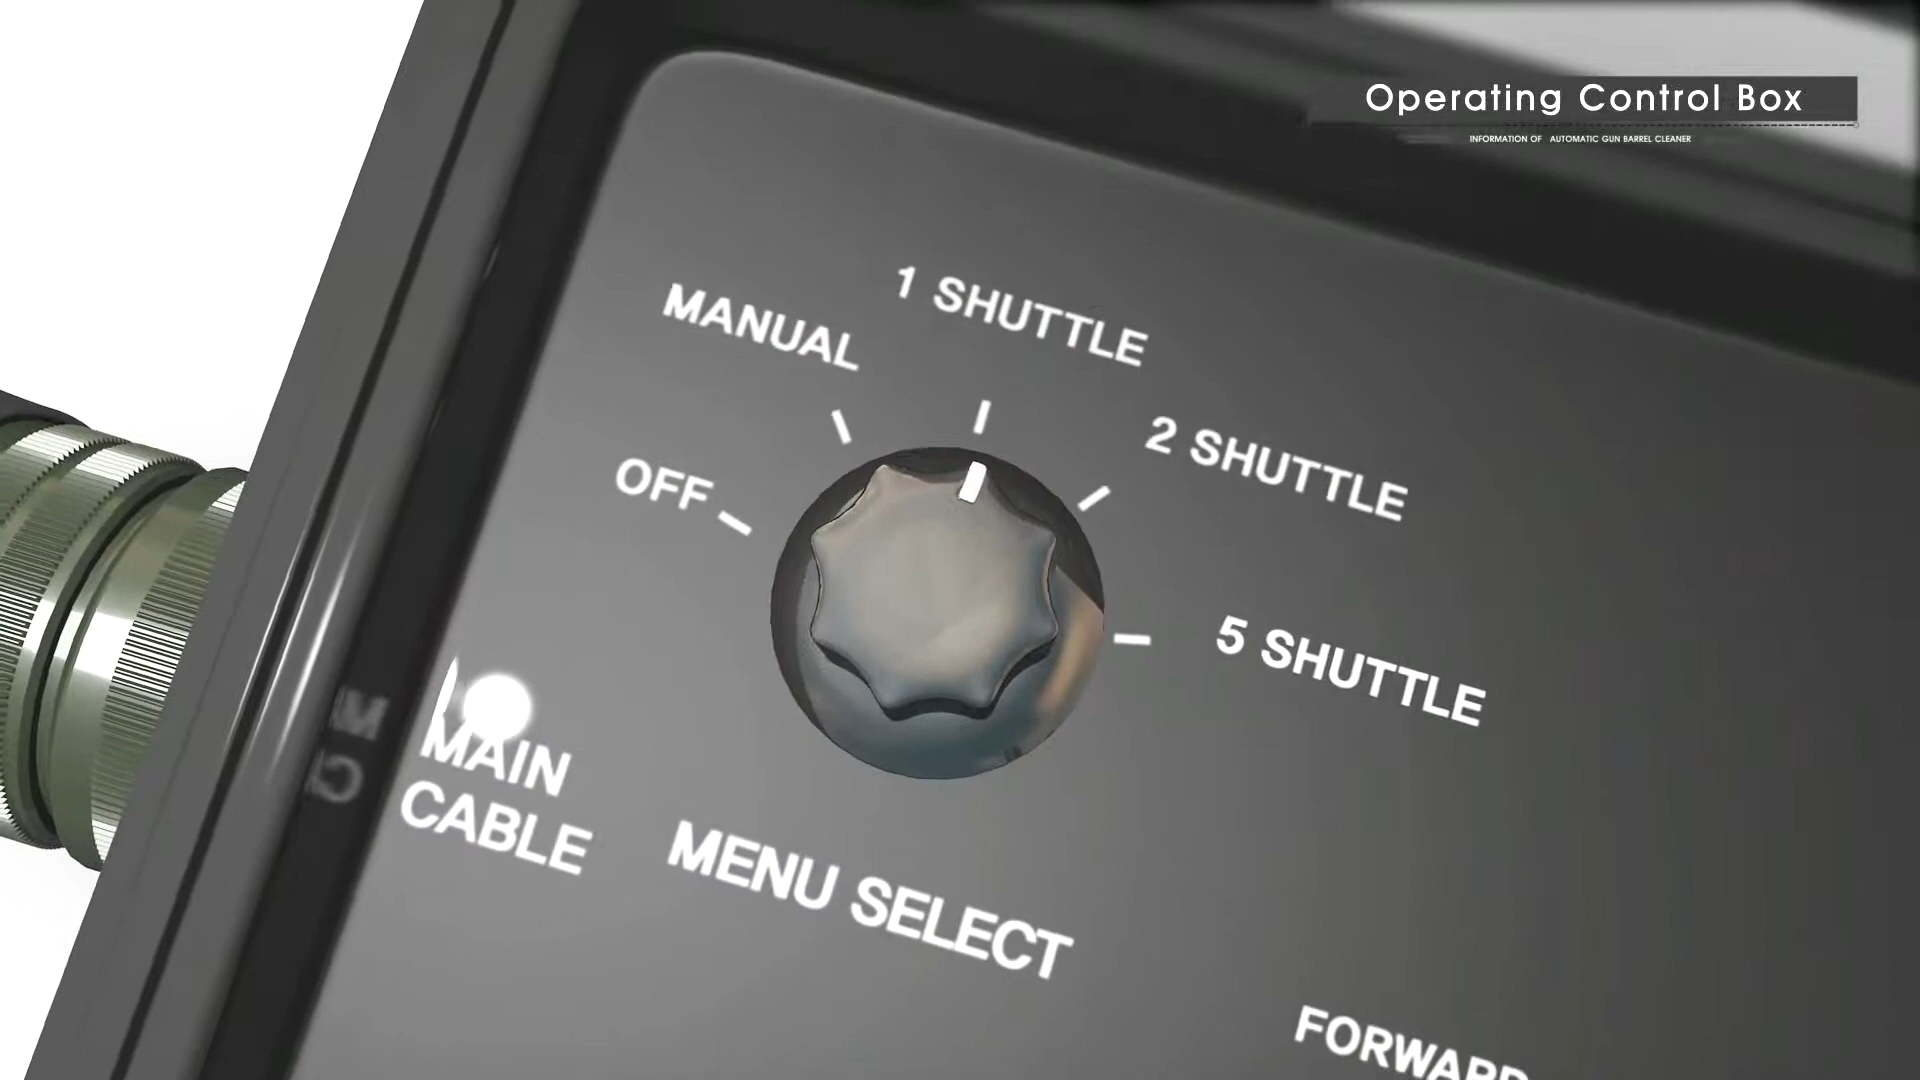 Operating Control Box
INFORMATION OF AUTOMATIC GUN BARREL CLEANER
1 SHUTTLE
MANUAL
2 SHUTTLE
OFF
5 SHUTTLE
MAIN
CABLE
MENU SELECT
FORWARD